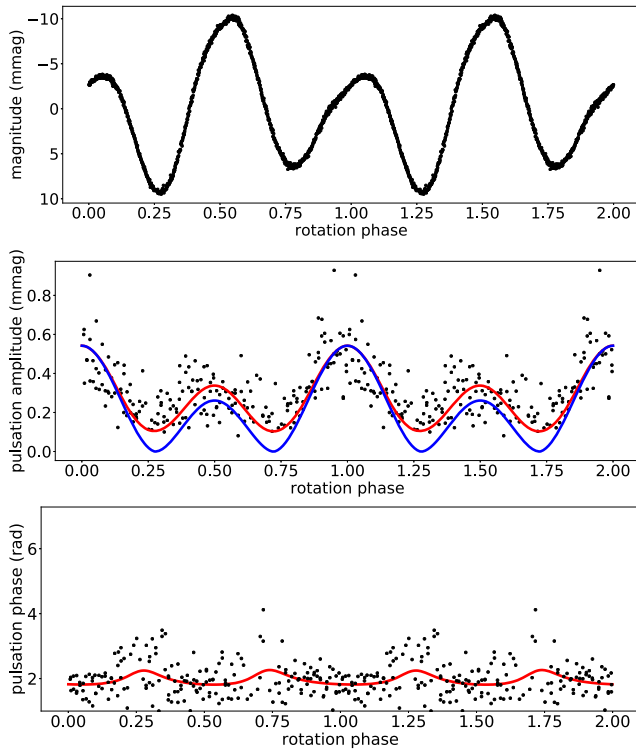 −10
−5
0
5
10
magnitude (mmag)
0.00 0.25 0.50 0.75 1.00 1.25 1.50 1.75 2.00
rotation phase
0.8
0.6
0.4
0.2
0.0
pulsation amplitude (mmag)
0.00 0.25 0.50 0.75 1.00 1.25 1.50 1.75 2.00
rotation phase
6
4
2
pulsation phase (rad)
0.00 0.25 0.50 0.75 1.00 1.25 1.50 1.75 2.00
rotation phase